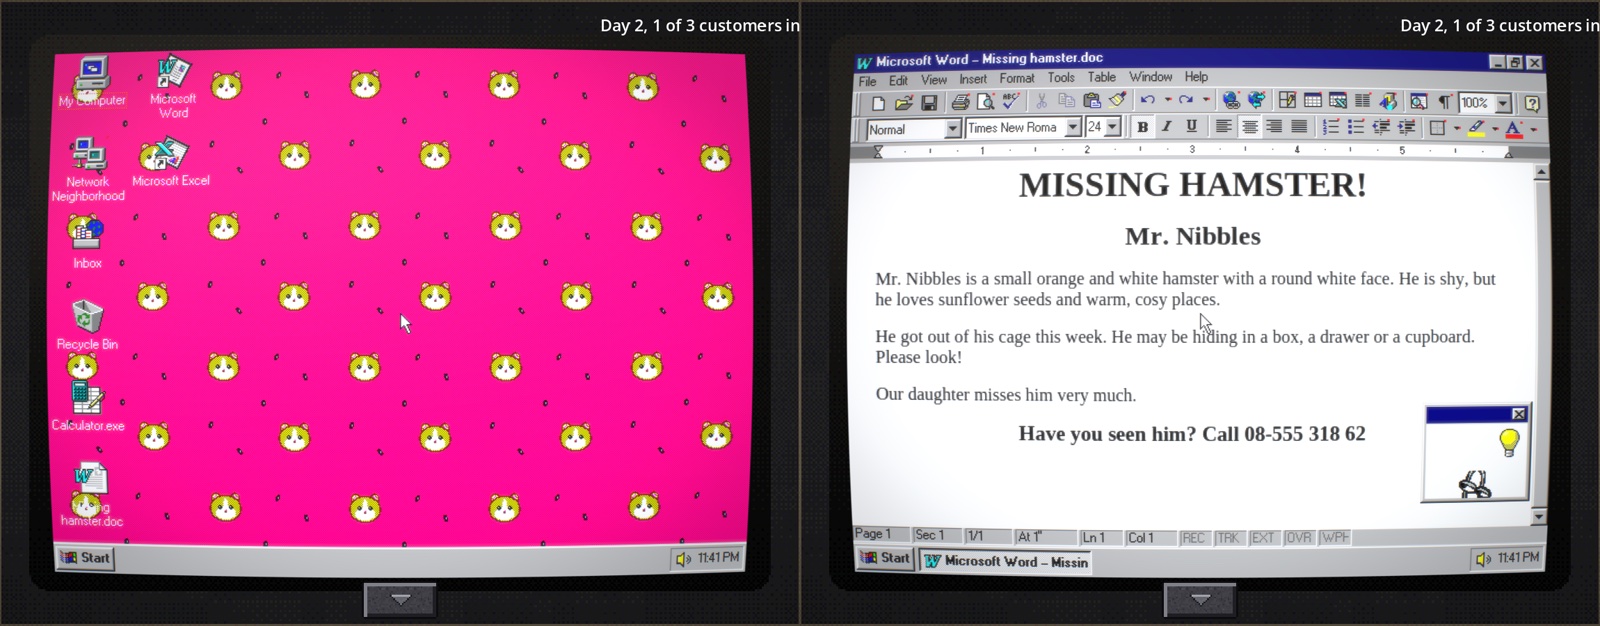 Day 2, 1 of 3 customers in
My Computer
Microsoft
Word
Network
Neighborhood
Microsoft Excel
Inbox
Recycle Bin
Calculator.exe
hamster.doc
Start
11:41 PM
Day 2, 1 of 3 customers in
Microsoft Word – Missing hamster.doc
File Edit View Insert Format Tools Table Window Help
ABC
100%
Normal
Times New Roma
24
B I U
A
1 2 3 4 5
MISSING HAMSTER!
Mr. Nibbles
Mr. Nibbles is a small orange and white hamster with a round white face. He is shy, but
he loves sunflower seeds and warm, cosy places.
He got out of his cage this week. He may be hiding in a box, a drawer or a cupboard.
Please look!
Our daughter misses him very much.
Have you seen him? Call 08-555 318 62
Page 1 Sec 1 1/1 At 1" Ln 1 Col 1 REC TRK EXT OVR WPH
Start
Microsoft Word – Missin
11:41 PM